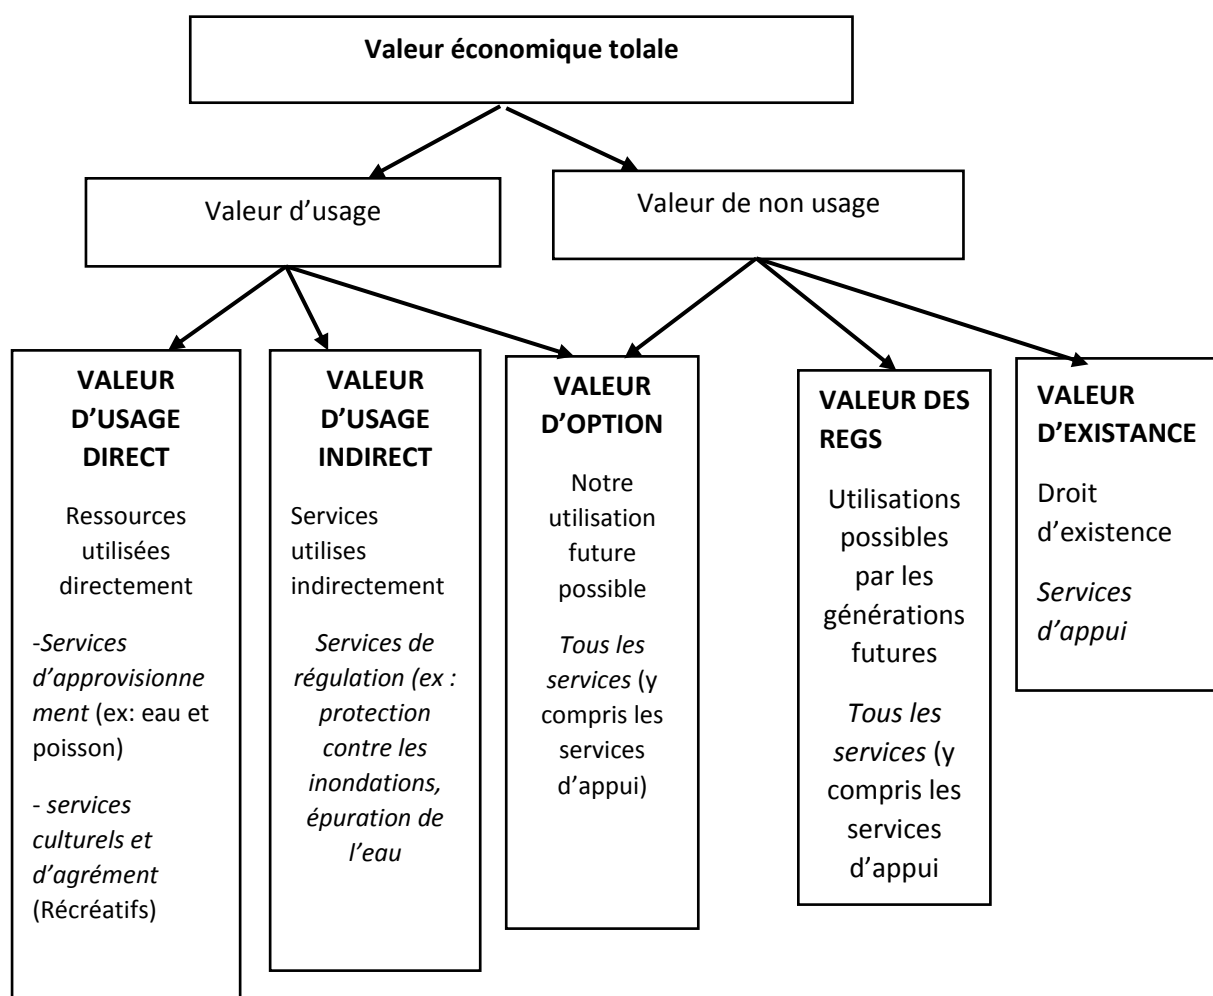 Valeur économique tolale
Valeur d'usage
Valeur de non usage
VALEUR
D'USAGE
DIRECT
Ressources
utilisées
directement
-Services
d'approvisionne
ment (ex: eau et
poisson)
- services
culturels et
d'agrément
(Récréatifs)
VALEUR
D'USAGE
INDIRECT
Services
utilises
indirectement
Services de
régulation (ex :
protection
contre les
inondations,
épuration de
l'eau
VALEUR
D'OPTION
Notre
utilisation
future
possible
Tous les
services (y
compris les
services
d'appui)
VALEUR DES
REGS
Utilisations
possibles
par les
générations
futures
Tous les
services (y
compris les
services
d'appui
VALEUR
D'EXISTANCE
Droit
d'existence
Services
d'appui